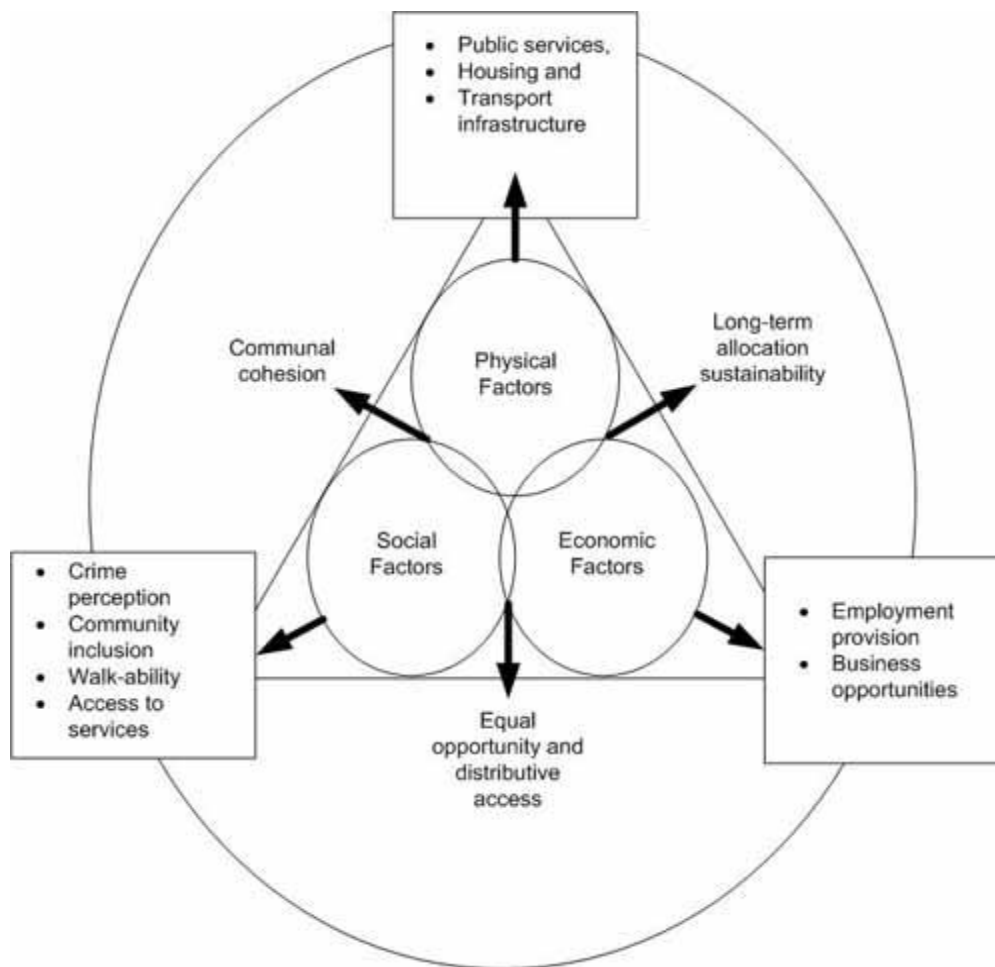 • Public services,
• Housing and
• Transport
infrastructure
Communal
cohesion
Long-term
allocation
sustainability
Physical
Factors
Social
Factors
Economic
Factors
• Crime
perception
• Community
inclusion
• Walk-ability
• Access to
services
• Employment
provision
• Business
opportunities
Equal
opportunity and
distributive
access